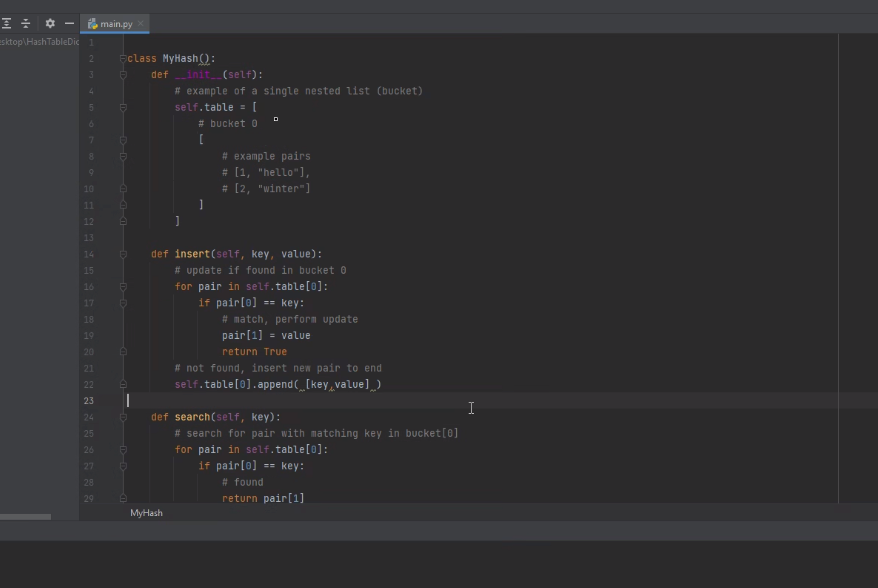 main.py
esktop\HashTableDic
1
2 class MyHash():
3 def __init__(self):
4 # example of a single nested list (bucket)
5 self.table = [
6 # bucket 0
7 [
8 # example pairs
9 # [1, "hello"],
10 # [2, "winter"]
11 ]
12 ]
13
14 def insert(self, key, value):
15 # update if found in bucket 0
16 for pair in self.table[0]:
17 if pair[0] == key:
18 # match, perform update
19 pair[1] = value
20 return True
21 # not found, insert new pair to end
22 self.table[0].append( [key,value] )
23
24 def search(self, key):
25 # search for pair with matching key in bucket[0]
26 for pair in self.table[0]:
27 if pair[0] == key:
28 # found
29 return pair[1]
MyHash